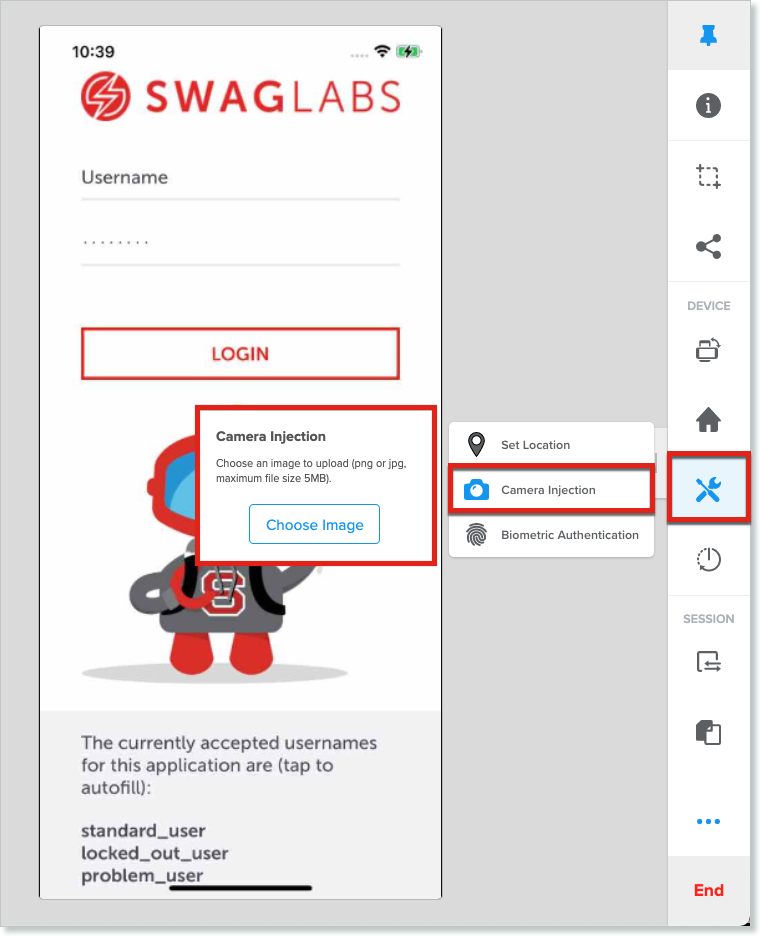 10:39
SWAGLABS
Username
........
LOGIN
Camera Injection
Choose an image to upload (png or jpg,
maximum file size 5MB).
Choose Image
S
The currently accepted usernames
for this application are (tap to
autofill):
standard_user
locked_out_user
problem_user
Set Location
Camera Injection
Biometric Authentication
DEVICE
SESSION
End